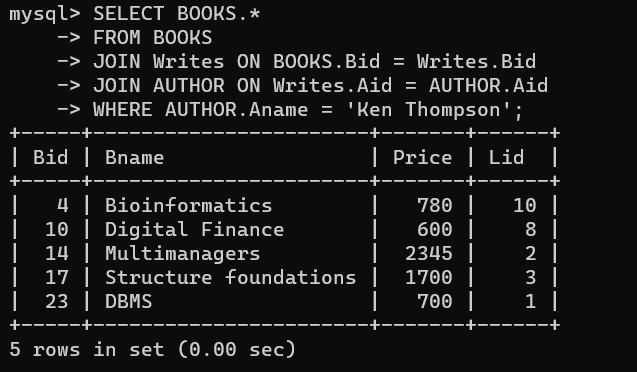 mysql> SELECT BOOKS.*
    -> FROM BOOKS
    -> JOIN Writes ON BOOKS.Bid = Writes.Bid
    -> JOIN AUTHOR ON Writes.Aid = AUTHOR.Aid
    -> WHERE AUTHOR.Aname = 'Ken Thompson';
+-----+-----------------------+-------+------+
| Bid | Bname                 | Price | Lid  |
+-----+-----------------------+-------+------+
|   4 | Bioinformatics        |   780 |   10 |
|  10 | Digital Finance       |   600 |    8 |
|  14 | Multimanagers         |  2345 |    2 |
|  17 | Structure foundations |  1700 |    3 |
|  23 | DBMS                  |   700 |    1 |
+-----+-----------------------+-------+------+
5 rows in set (0.00 sec)